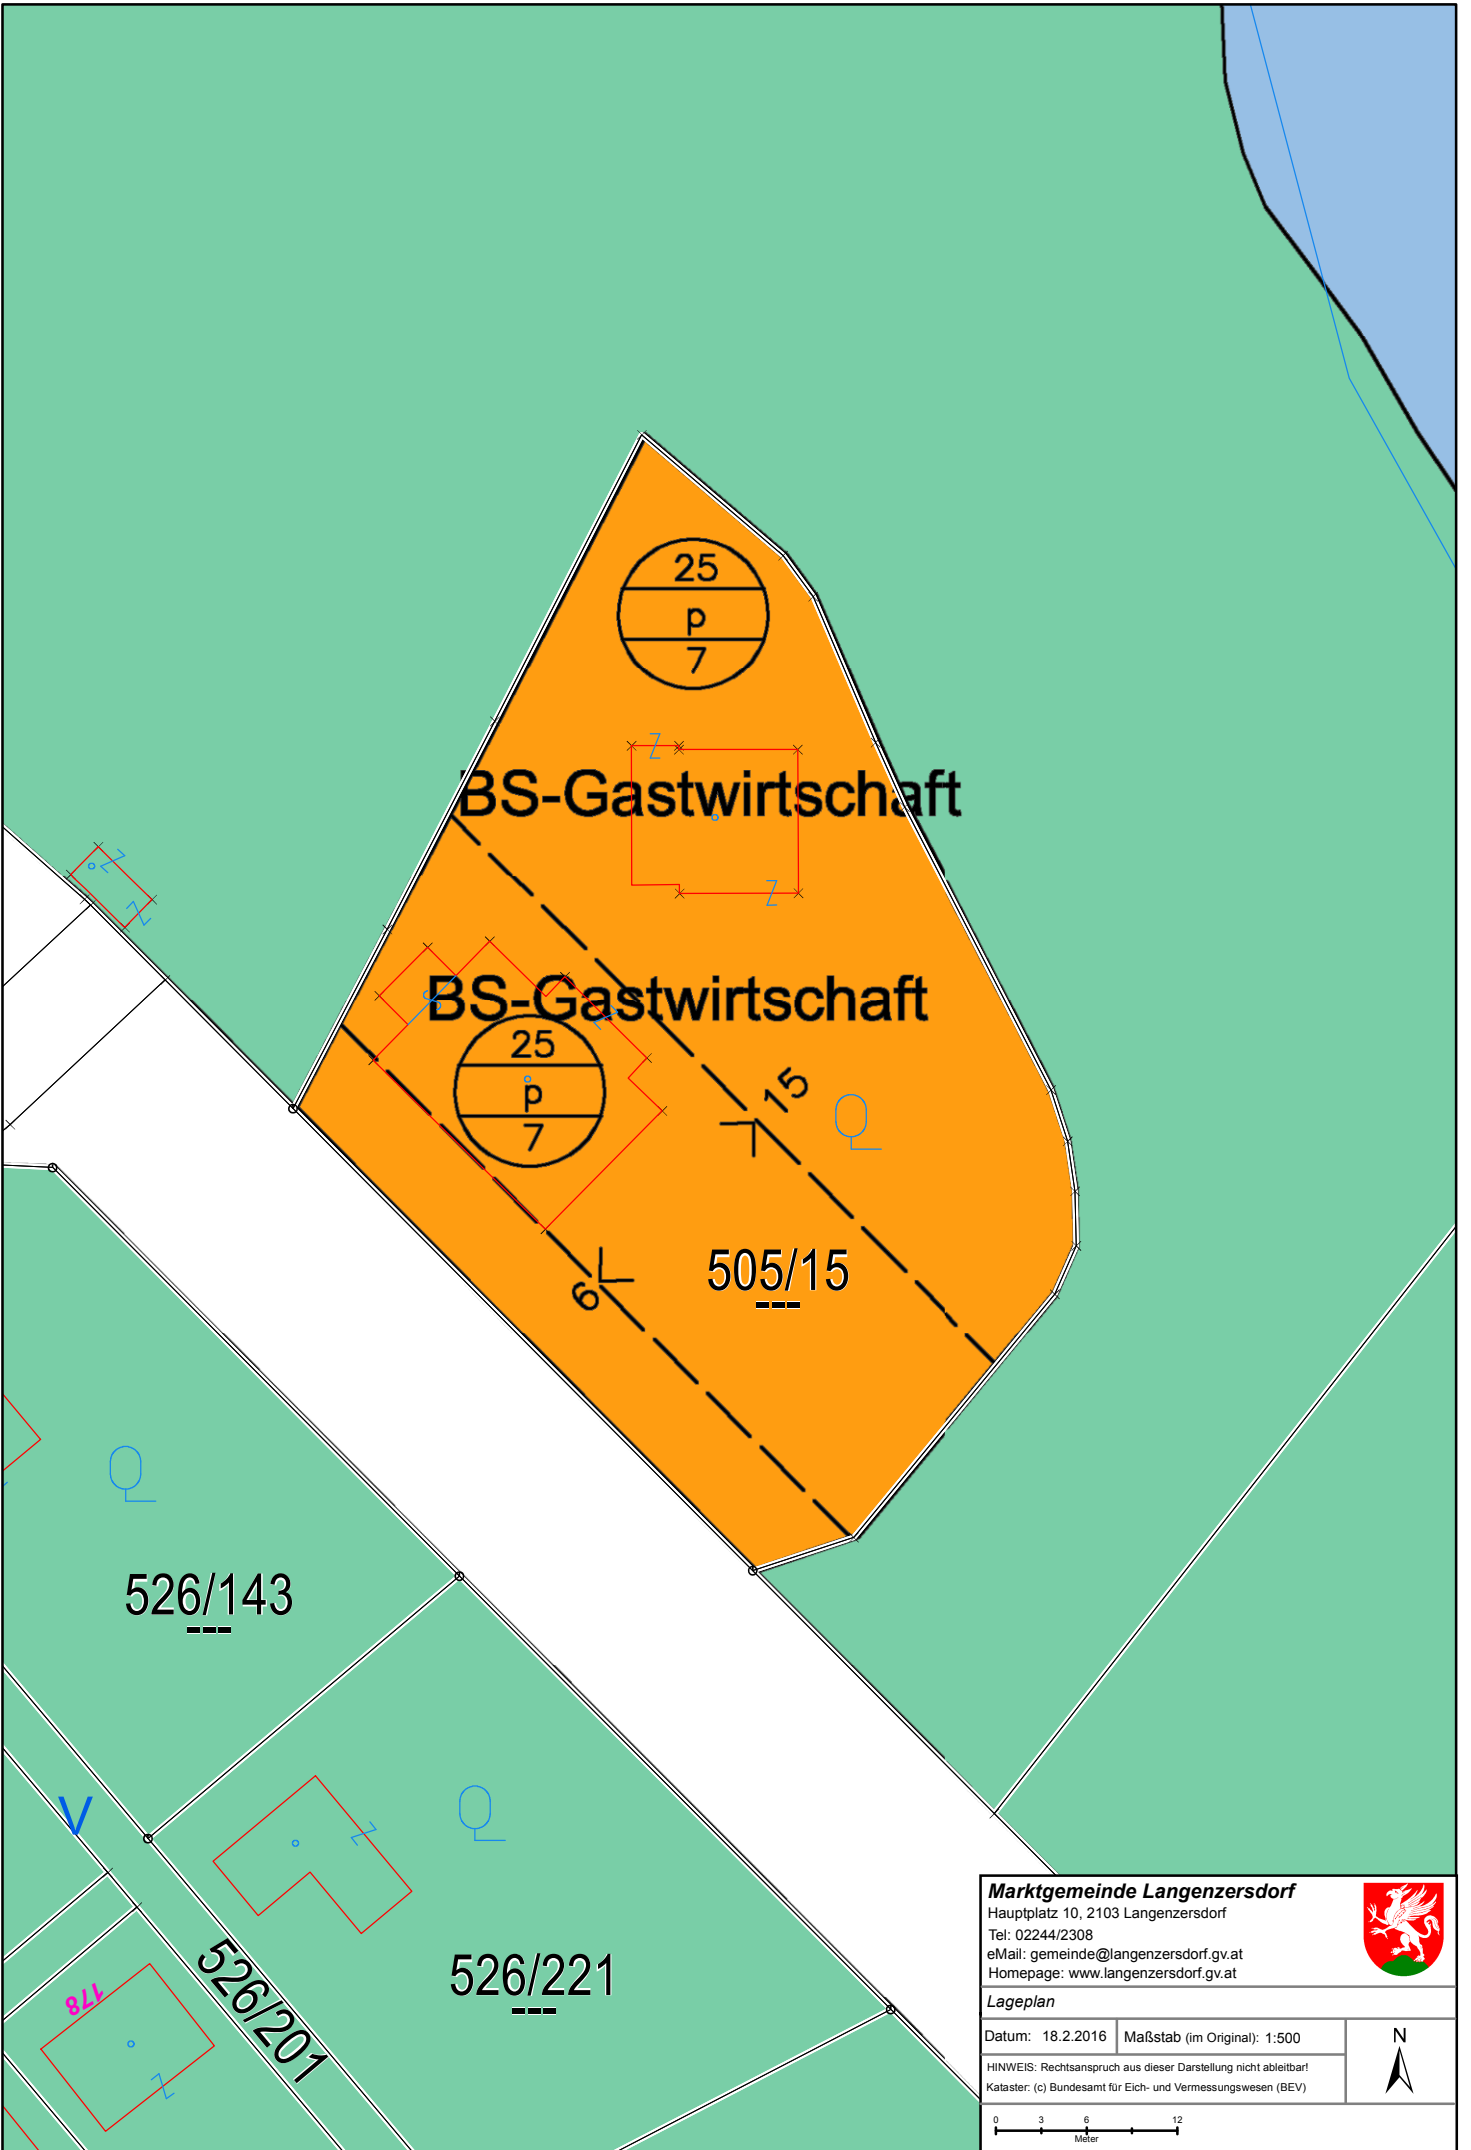 25
p
7
BS-Gastwirtschaft
BS-Gastwirtschaft
25
p
7
15
6
505/15
526/143
V
526/221
526/201
178
Marktgemeinde Langenzersdorf
Hauptplatz 10, 2103 Langenzersdorf
Tel: 02244/2308
eMail: gemeinde@langenzersdorf.gv.at
Homepage: www.langenzersdorf.gv.at
Lageplan
Datum: 18.2.2016 Maßstab (im Original): 1:500
N
HINWEIS: Rechtsanspruch aus dieser Darstellung nicht ableitbar!
Kataster: (c) Bundesamt für Eich- und Vermessungswesen (BEV)
0 3 6 12
Meter